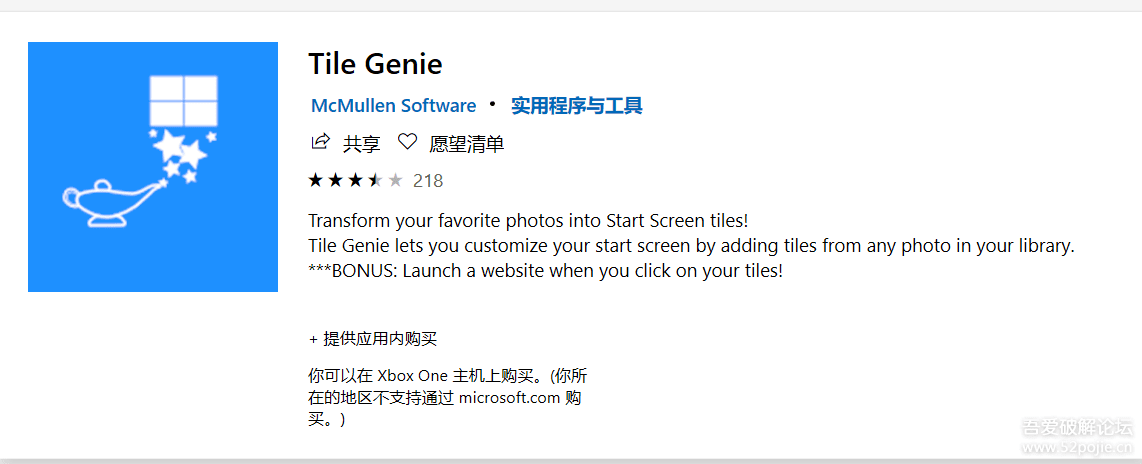 Tile Genie
McMullen Software • 实用程序与工具
共享 愿望清单
218
Transform your favorite photos into Start Screen tiles!
Tile Genie lets you customize your start screen by adding tiles from any photo in your library.
***BONUS: Launch a website when you click on your tiles!
+ 提供应用内购买
你可以在 Xbox One 主机上购买。(你所
在的地区不支持通过 microsoft.com 购
买。)
吾爱破解论坛
www.52pojie.cn